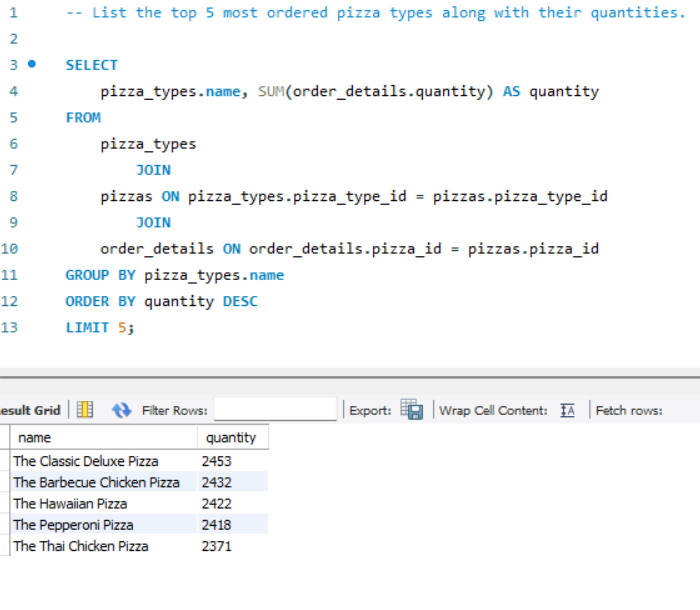 1 -- List the top 5 most ordered pizza types along with their quantities.
2
3 SELECT
4 pizza_types.name, SUM(order_details.quantity) AS quantity
5 FROM
6 pizza_types
7 JOIN
8 pizzas ON pizza_types.pizza_type_id = pizzas.pizza_type_id
9 JOIN
10 order_details ON order_details.pizza_id = pizzas.pizza_id
11 GROUP BY pizza_types.name
12 ORDER BY quantity DESC
13 LIMIT 5;
esult Grid Filter Rows: Export: Wrap Cell Content: IA Fetch rows:
name quantity
The Classic Deluxe Pizza 2453
The Barbecue Chicken Pizza 2432
The Hawaiian Pizza 2422
The Pepperoni Pizza 2418
The Thai Chicken Pizza 2371